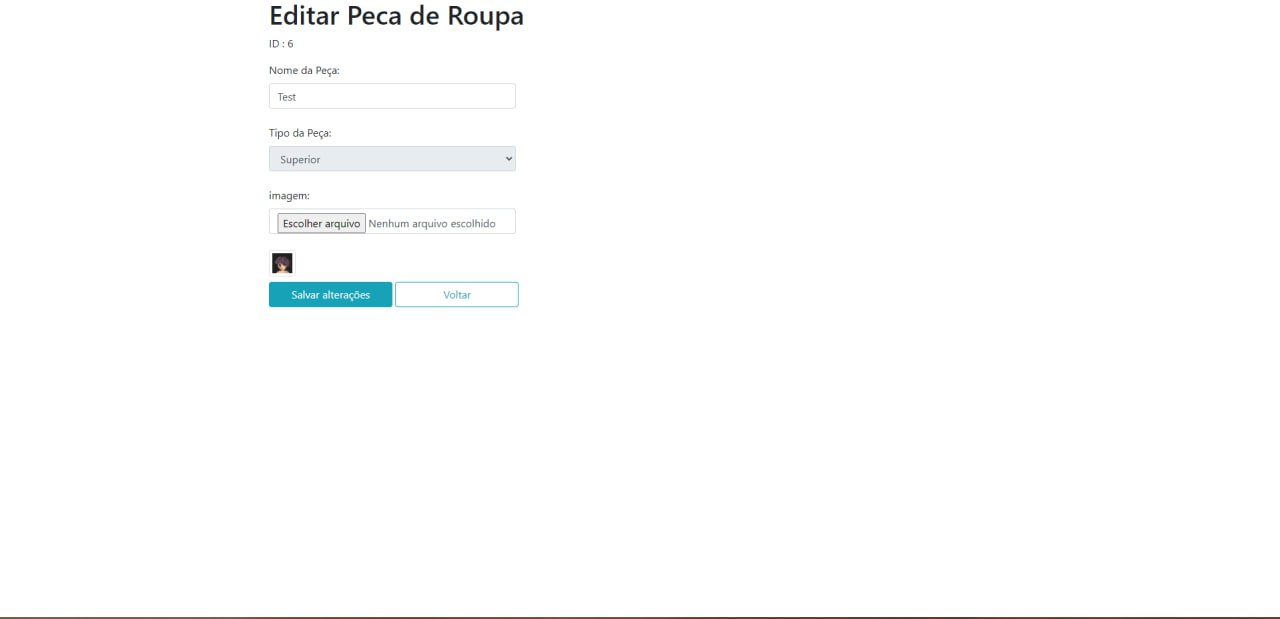 Editar Peca de Roupa
ID : 6
Nome da Peça:
Test
Tipo da Peça:
Superior
imagem:
Escolher arquivo Nenhum arquivo escolhido
Salvar alterações Voltar